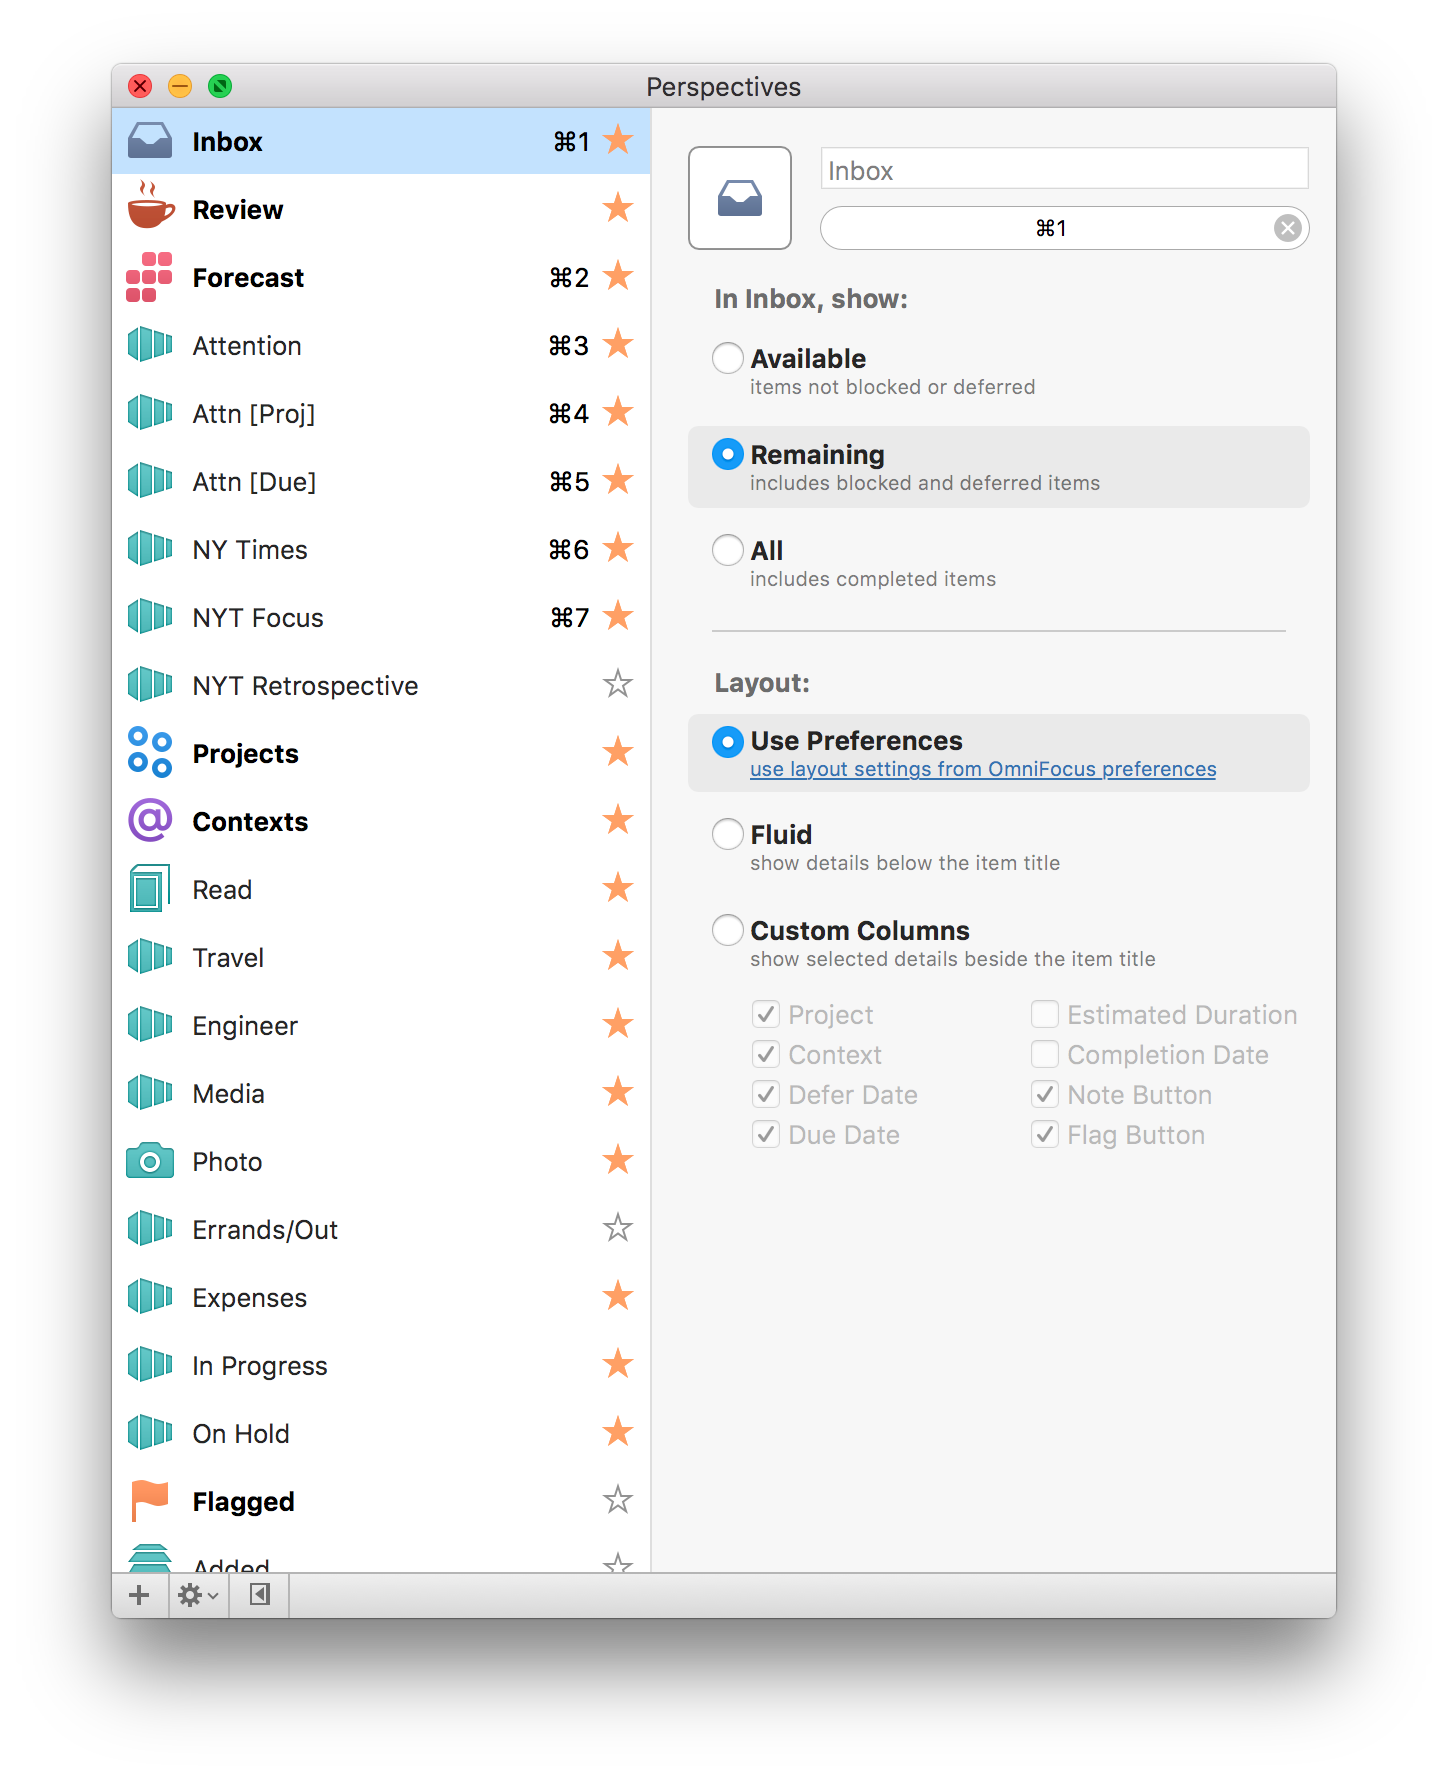 Perspectives
Inbox ⌘1
Review
Forecast ⌘2
Attention ⌘3
Attn [Proj] ⌘4
Attn [Due] ⌘5
NY Times ⌘6
NYT Focus ⌘7
NYT Retrospective
Projects
Contexts
Read
Travel
Engineer
Media
Photo
Errands/Out
Expenses
In Progress
On Hold
Flagged
Added
Inbox
⌘1
In Inbox, show:
Available
items not blocked or deferred
Remaining
includes blocked and deferred items
All
includes completed items
Layout:
Use Preferences
use layout settings from OmniFocus preferences
Fluid
show details below the item title
Custom Columns
show selected details beside the item title
Project
Context
Defer Date
Due Date
Estimated Duration
Completion Date
Note Button
Flag Button